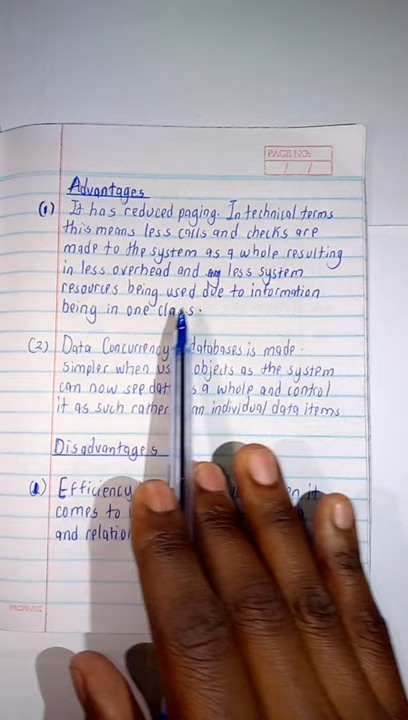 PAGE NO:
Advantages
(1) It has reduced paging. In technical terms
this means less calls and checks are
made to the system as a whole resulting
in less overhead and less system
resources being used due to information
being in one class.
(2) Data Concurrency databases is made
simpler when objects as the system
can now see as a whole and control
it as such individual data items
Disadvantages
(1) Efficiency it
comes to
and